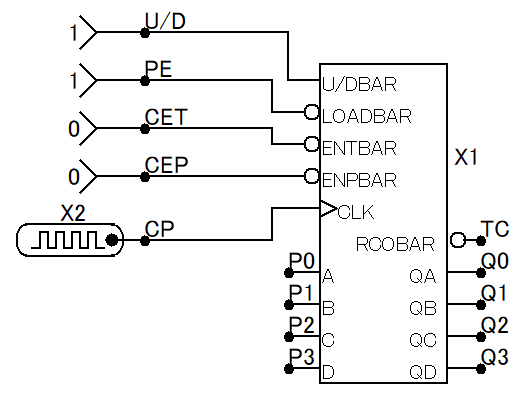 1 U/D
1 PE
U/DBAR
LOADBAR
0 CET
ENTBAR
X1
0 CEP
ENPBAR
X2
CP
CLK
TC
RCOBAR
P0 A QA Q0
P1 B QB Q1
P2 C QC Q2
P3 D QD Q3